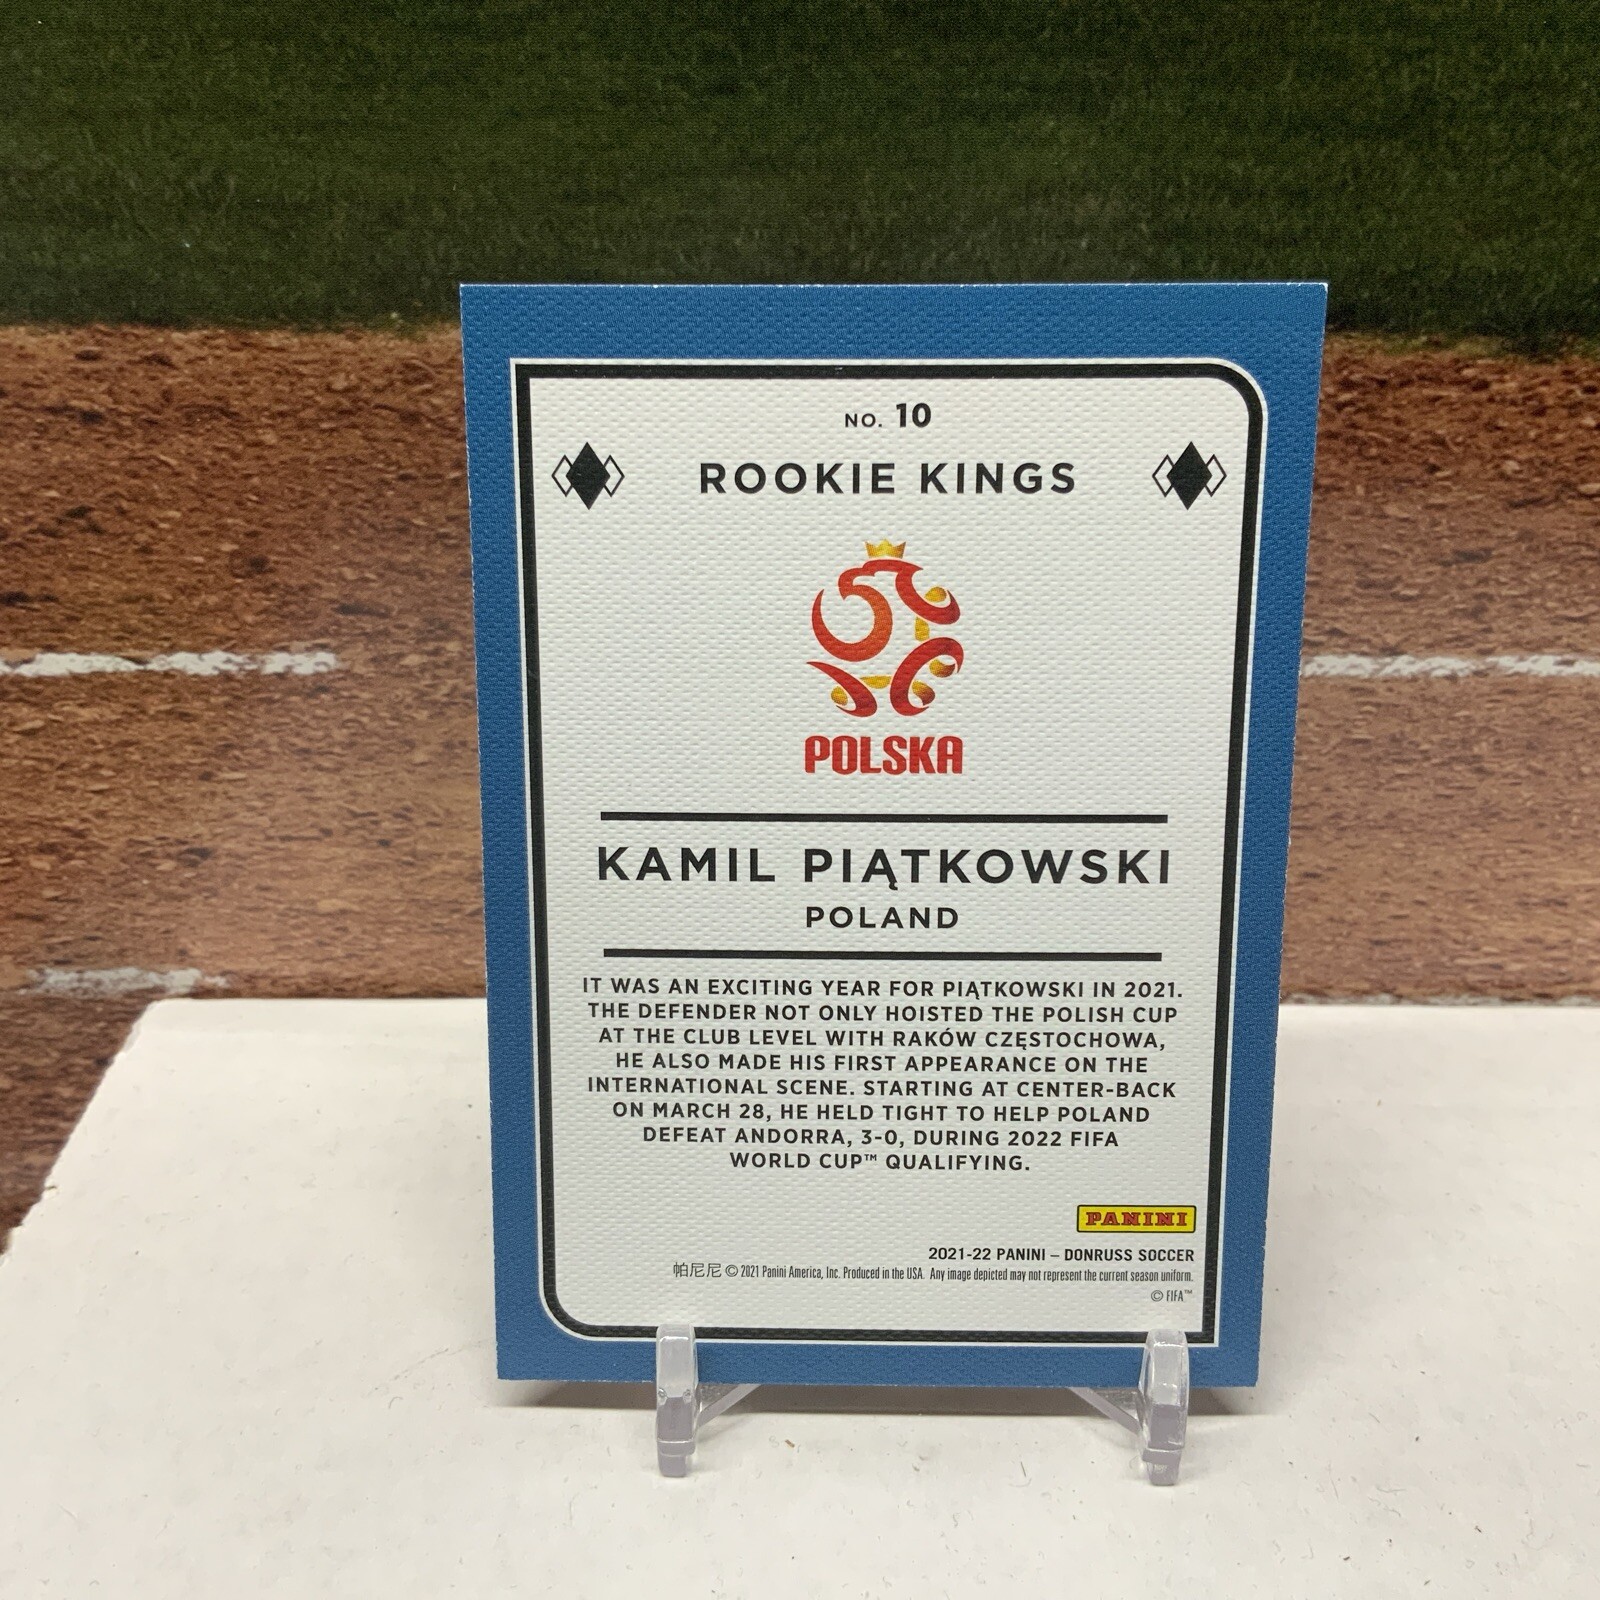 NO. 10
ROOKIE KINGS
POLSKA
KAMIL PIĄTKOWSKI
POLAND
IT WAS AN EXCITING YEAR FOR PIĄTKOWSKI IN 2021.
THE DEFENDER NOT ONLY HOISTED THE POLISH CUP
AT THE CLUB LEVEL WITH RAKÓW CZĘSTOCHOWA,
HE ALSO MADE HIS FIRST APPEARANCE ON THE
INTERNATIONAL SCENE. STARTING AT CENTER-BACK
ON MARCH 28, HE HELD TIGHT TO HELP POLAND
DEFEAT ANDORRA, 3-0, DURING 2022 FIFA
WORLD CUP™ QUALIFYING.
PANINI
2021-22 PANINI – DONRUSS SOCCER
帕尼尼 © 2021 Panini America, Inc. Produced in the USA. Any image depicted may not represent the current season uniform.
© FIFA™